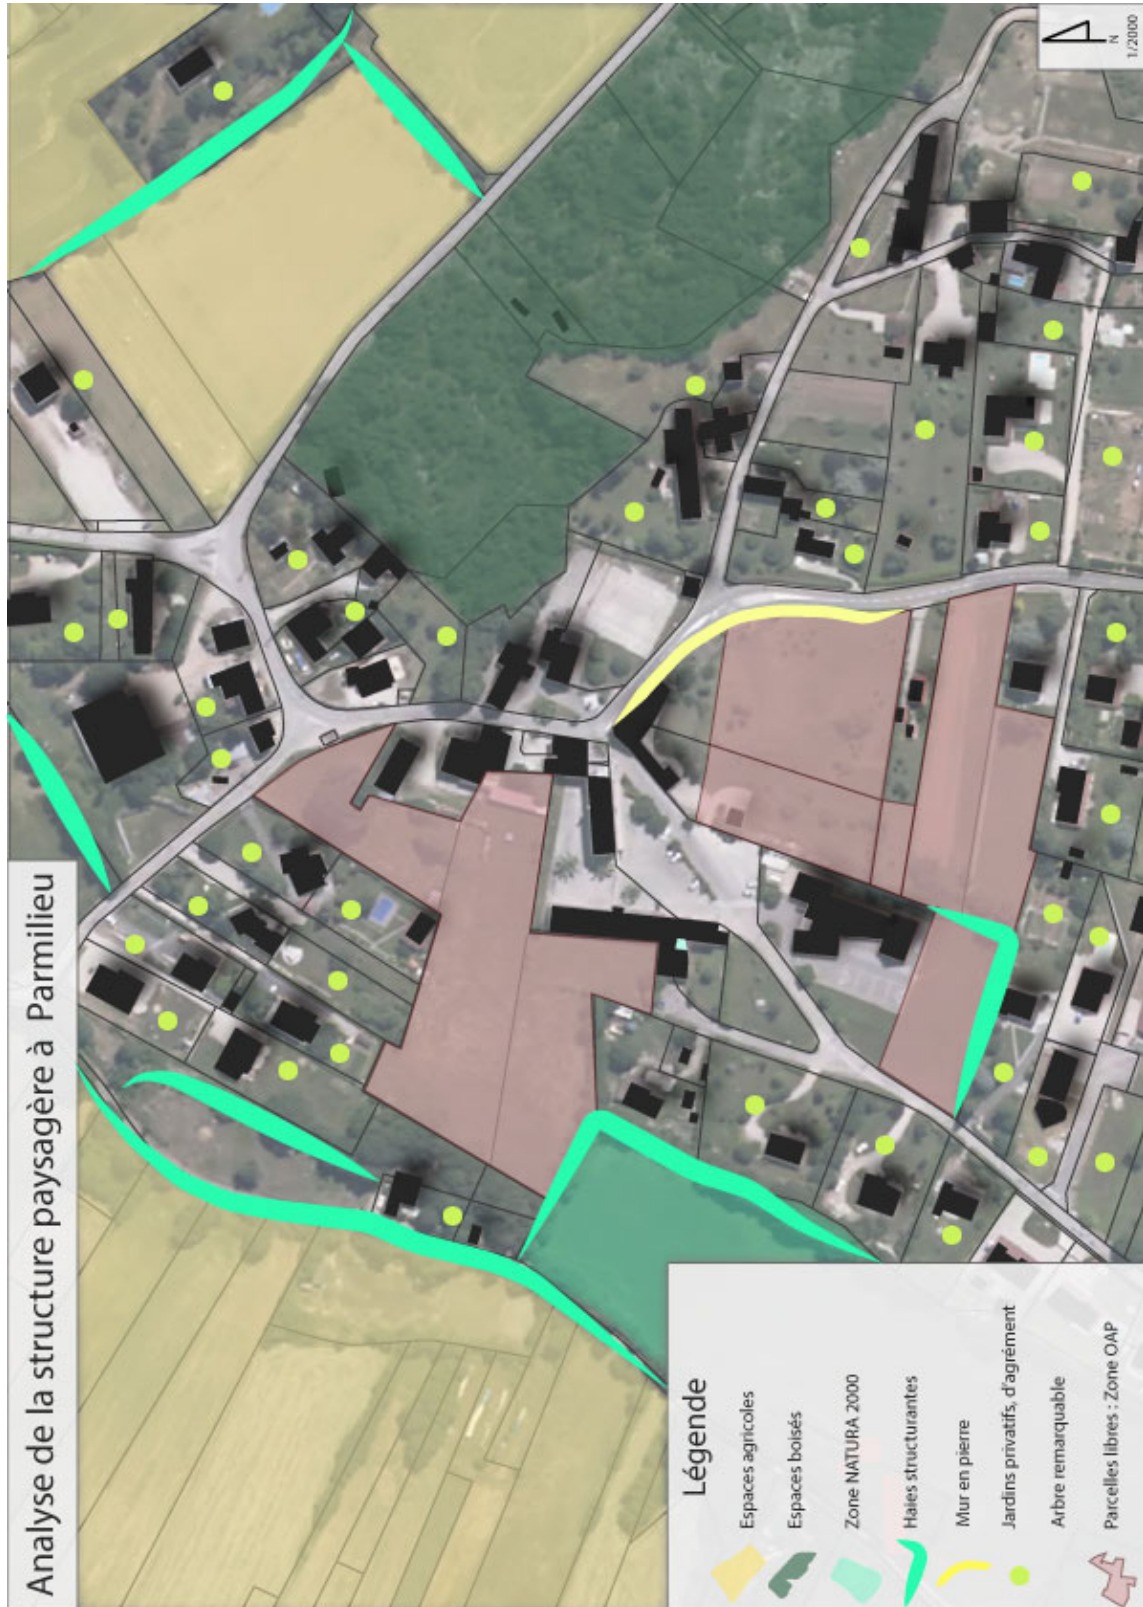 Analyse de la structure paysagère à Parmilieu
N
1/2000
Légende
Espaces agricoles
Espaces boisés
Zone NATURA 2000
Haies structurantes
Mur en pierre
Jardins privatifs, d'agrément
Arbre remarquable
Parcelles libres : Zone OAP